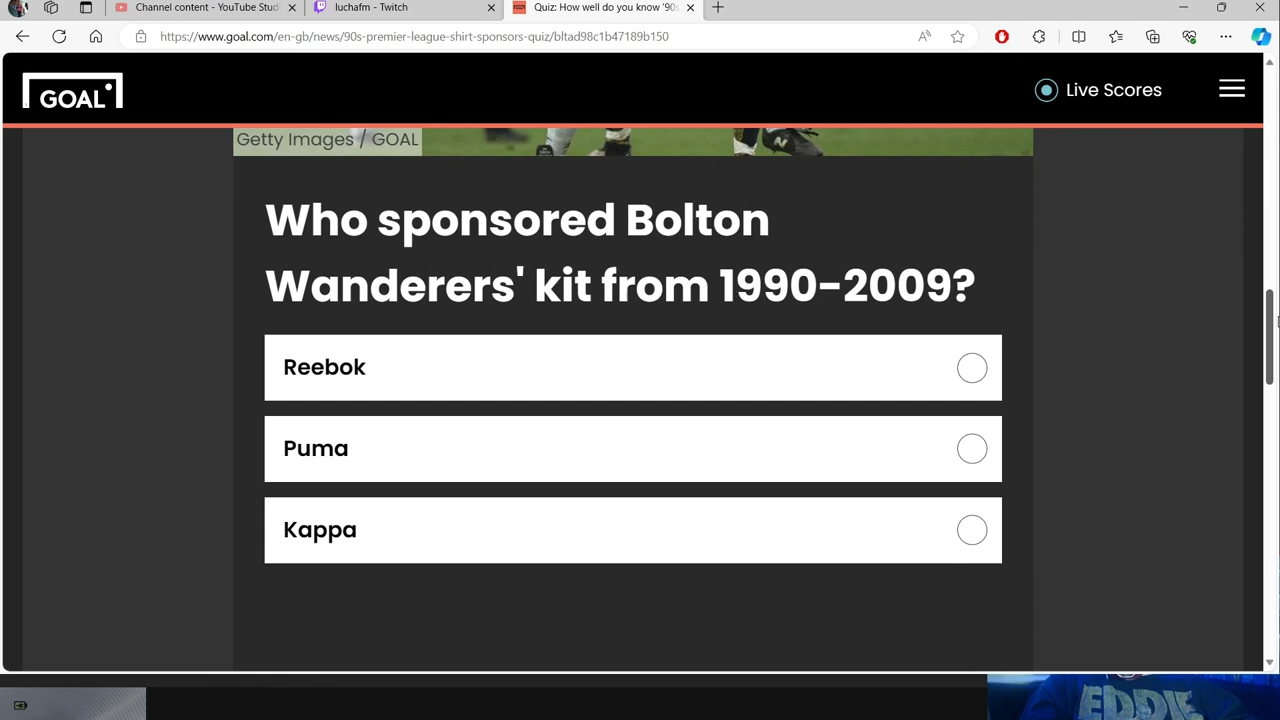 Channel content - YouTube Stud
luchafm - Twitch
Quiz: How well do you know '90s
https://www.goal.com/en-gb/news/90s-premier-league-shirt-sponsors-quiz/bltad98c1b47189b150
GOAL
Live Scores
Getty Images / GOAL
Who sponsored Bolton
Wanderers' kit from 1990-2009?
Reebok
Puma
Kappa
EDDIE